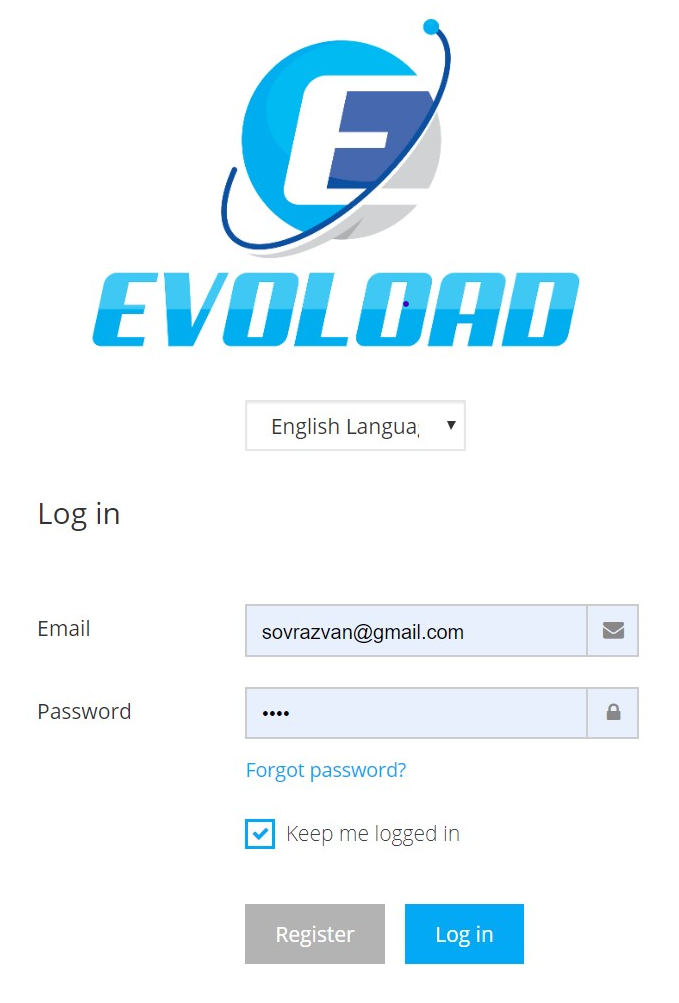 E
EVOLOAD
English Langua
Log in
Email
sovrazvan@gmail.com
Password
••••
Forgot password?
Keep me logged in
Register Log in